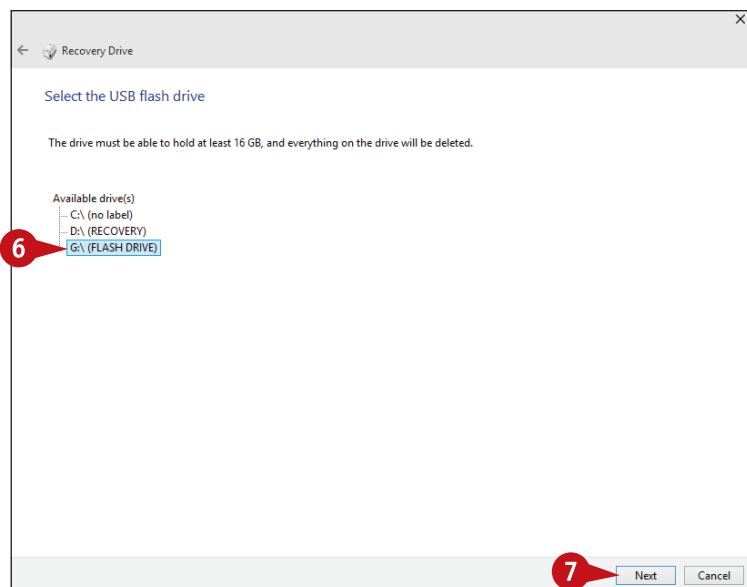 Recovery Drive
Select the USB flash drive
The drive must be able to hold at least 16 GB, and everything on the drive will be deleted.
Available drive(s)
C:\ (no label)
D:\ (RECOVERY)
6 G:\ (FLASH DRIVE)
7 Next Cancel